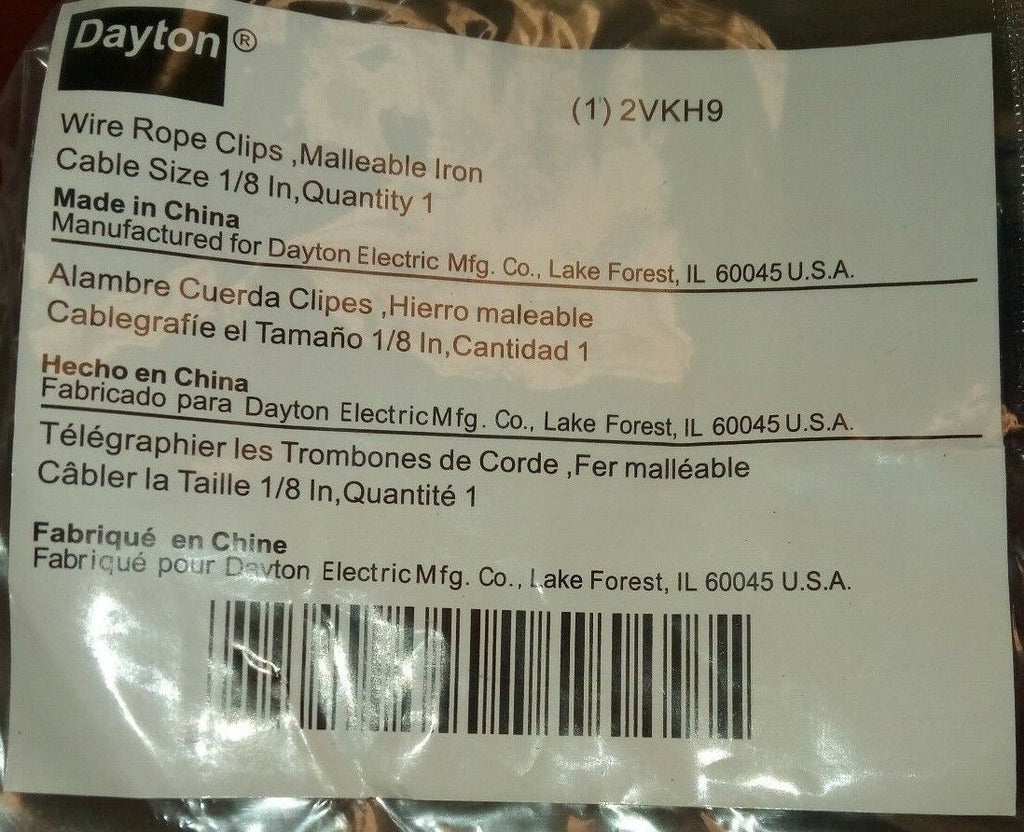 Dayton®
(1) 2VKH9
Wire Rope Clips ,Malleable Iron
Cable Size 1/8 In,Quantity 1
Made in China
Manufactured for Dayton Electric Mfg. Co., Lake Forest, IL 60045 U.S.A.
Alambre Cuerda Clipes ,Hierro maleable
Cablegrafíe el Tamaño 1/8 In,Cantidad 1
Hecho en China
Fabricado para Dayton Electric Mfg. Co., Lake Forest, IL 60045 U.S.A.
Télégraphier les Trombones de Corde ,Fer malléable
Câbler la Taille 1/8 In,Quantité 1
Fabriqué en Chine
Fabriqué pour Dayton Electric Mfg. Co., Lake Forest, IL 60045 U.S.A.